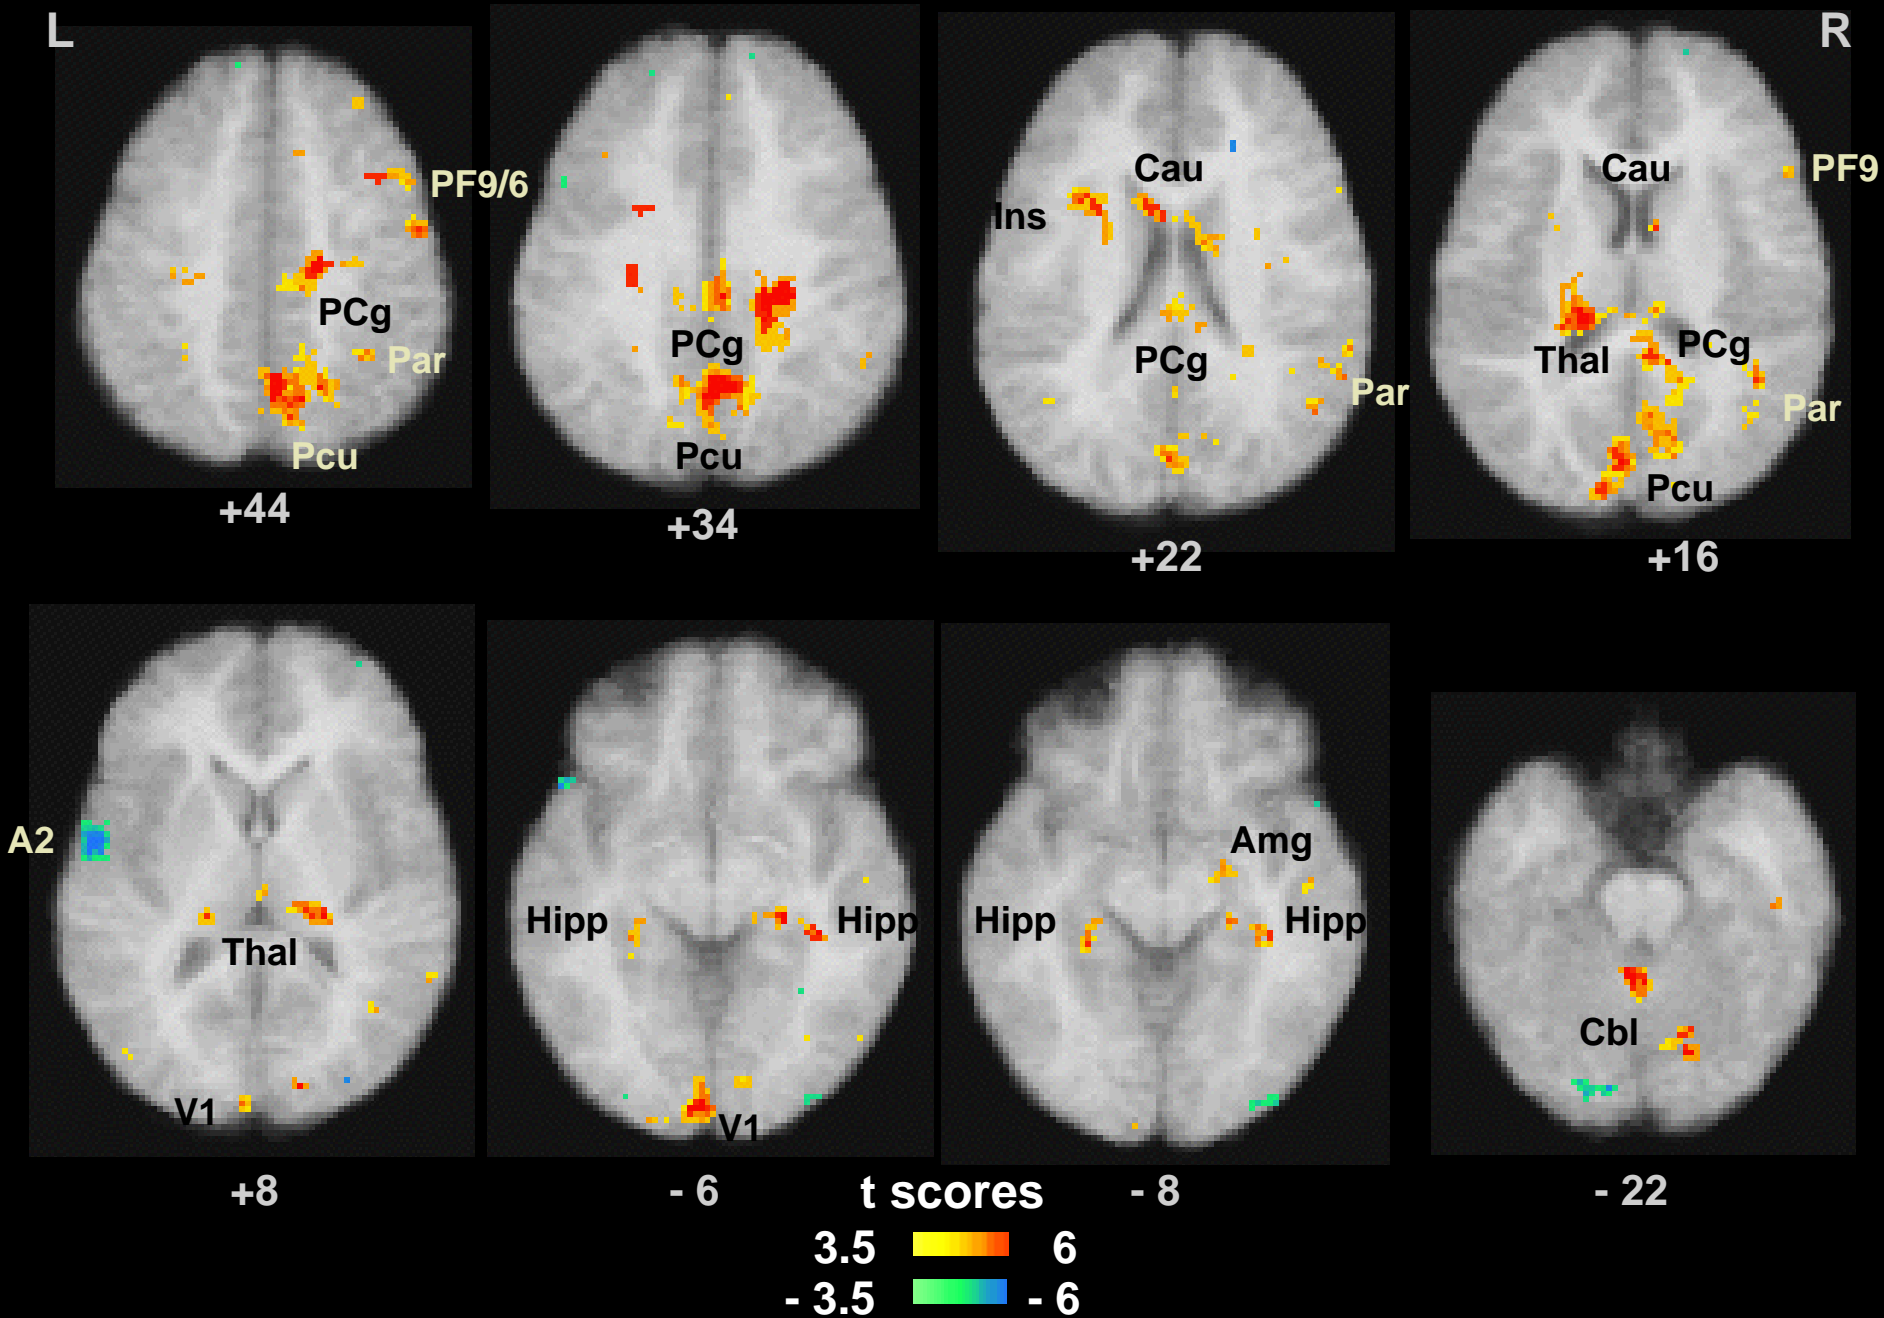 L
R
PF9/6
PCg
Par
Pcu
+44
PCg
Pcu
+34
Cau
Ins
PCg
Par
+22
Cau
PF9
Thal
PCg
Par
Pcu
+16
A2
Thal
V1
+8
Hipp
Hipp
V1
- 6
Amg
Hipp
Hipp
- 8
Cbl
- 22
t scores
3.5 6
- 3.5 - 6